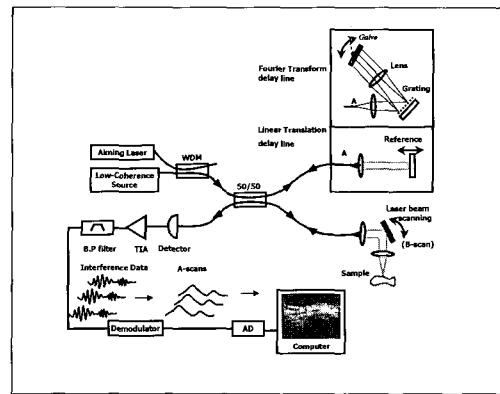 Galvo
Fourier Transform
delay line
Lens
Grating
A
Linear Translation
delay line
Reference
A
Aiming Laser
WDM
Low-Coherence
Source
50/50
Laser beam
scanning
(B-scan)
B.P filter
TIA
Detector
Sample
Interference Data
A-scans
Demodulator
AD
Computer